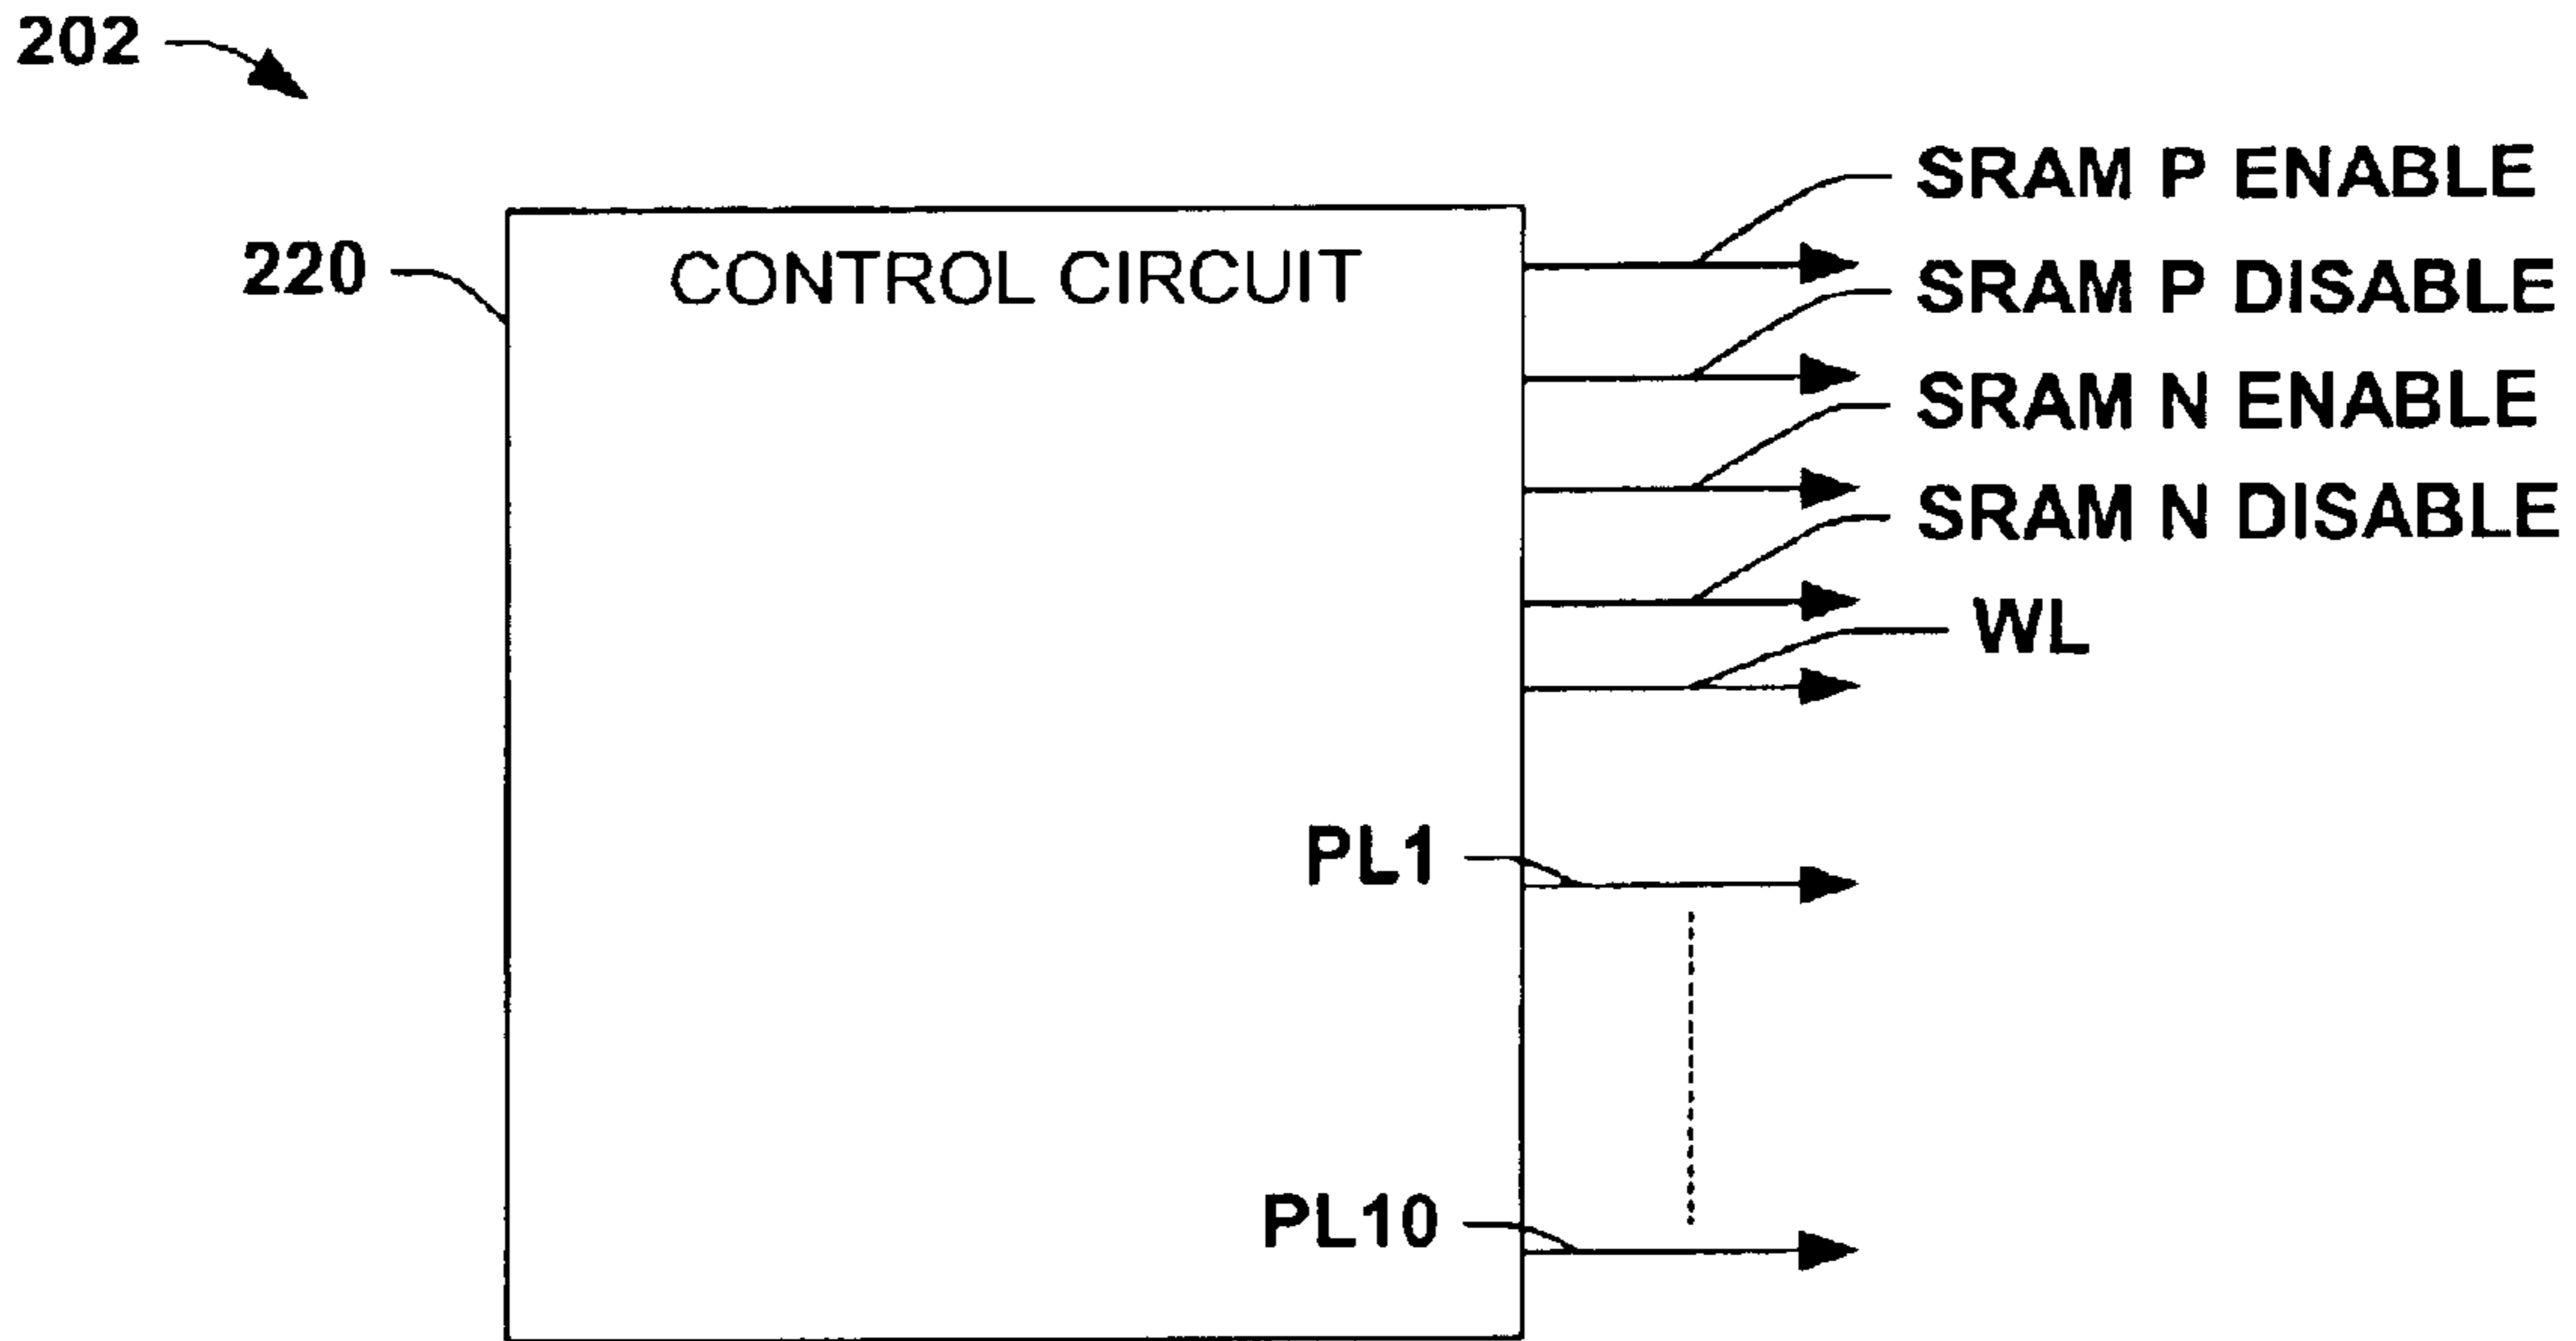 202
SRAM P ENABLE
220
CONTROL CIRCUIT
SRAM P DISABLE
SRAM N ENABLE
SRAM N DISABLE
WL
PL1
PL10